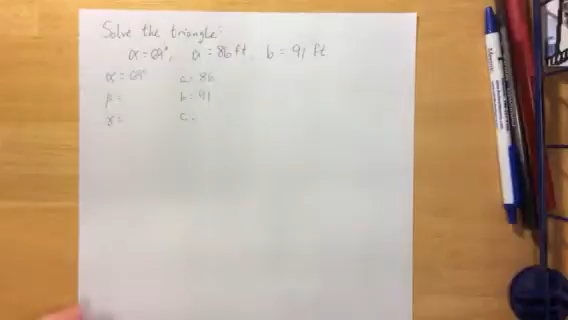 Solve the triangle:
α = 69°, a = 86 ft, b = 91 ft
α = 69° a = 86
β = b = 91
γ = c =